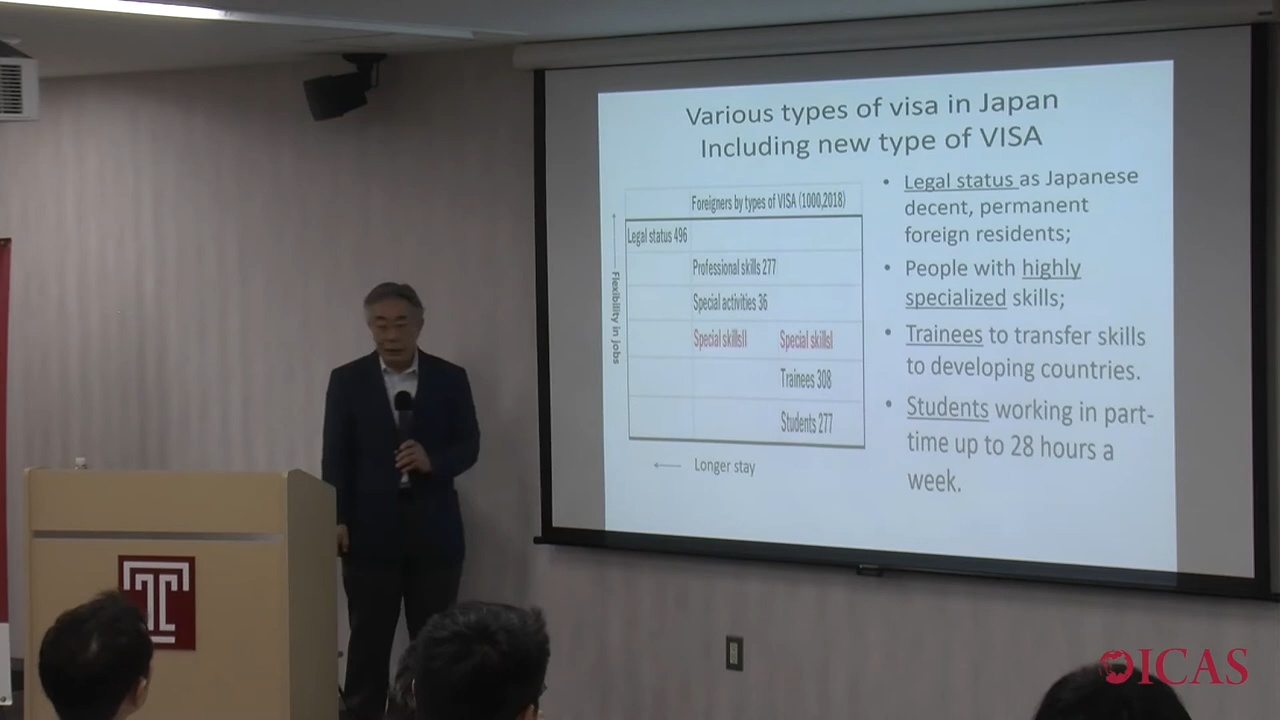 Various types of visa in Japan
Including new type of VISA
Foreigners by types of VISA (1000,2018)
Legal status 496
Professional skills 277
Special activities 36
Special skillsII Special skillsI
Trainees 308
Students 277
Flexibility in jobs
Longer stay
• Legal status as Japanese
decent, permanent
foreign residents;
• People with highly
specialized skills;
• Trainees to transfer skills
to developing countries.
• Students working in part-
time up to 28 hours a
week.
T
ICAS